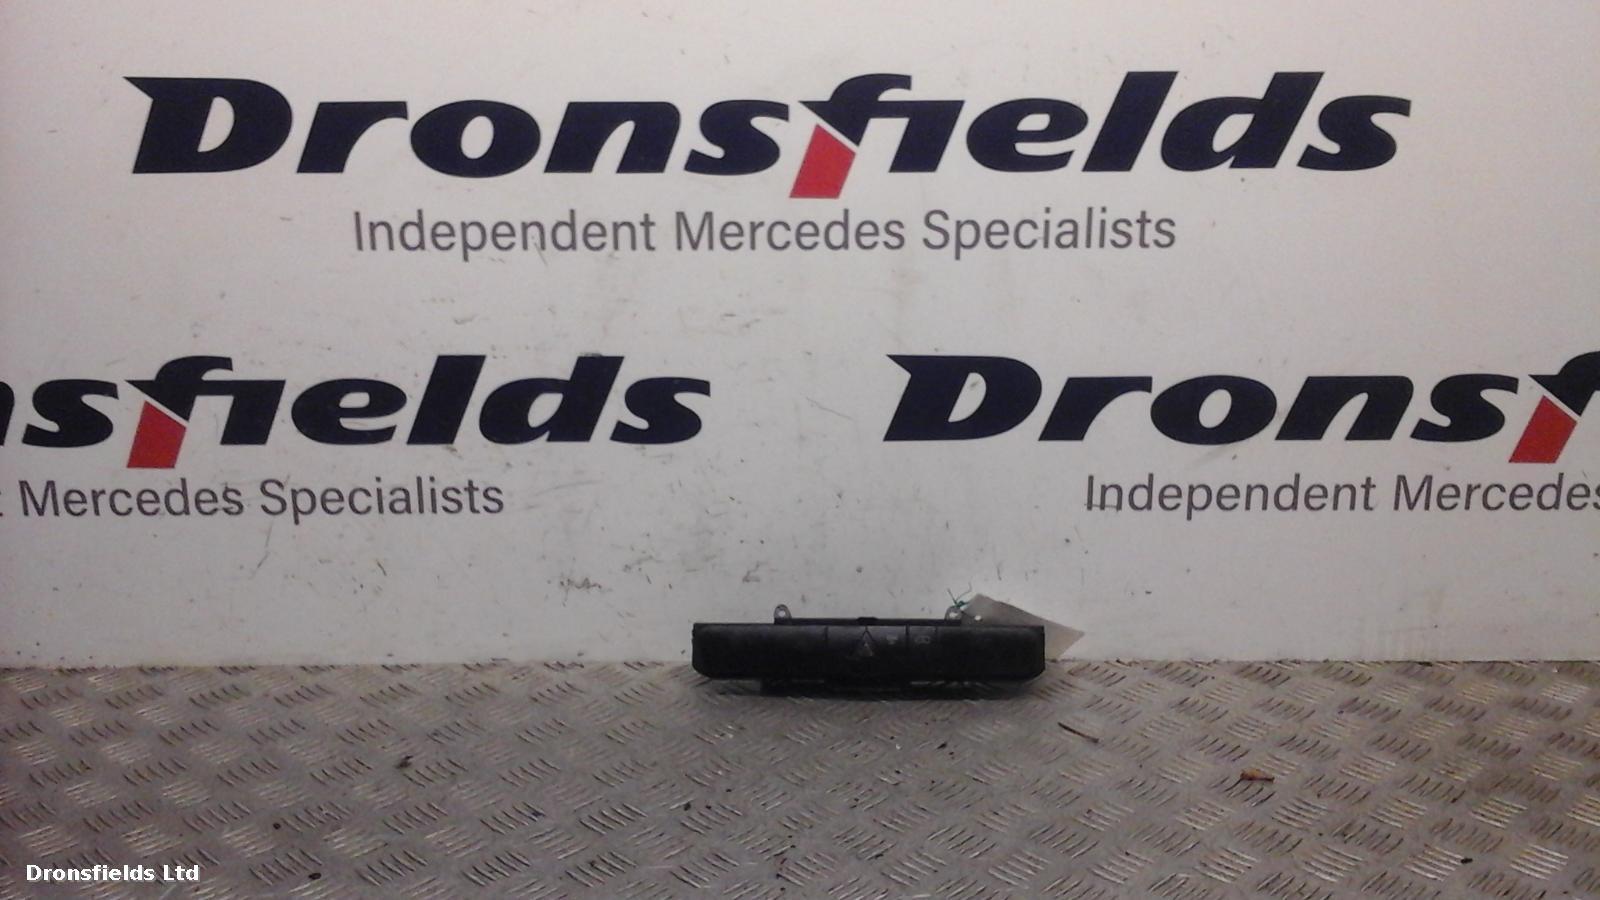 Dronsfields
Independent Mercedes Specialists
nsfields
Dronsf
t Mercedes Specialists
Independent Mercedes
Dronsfields Ltd